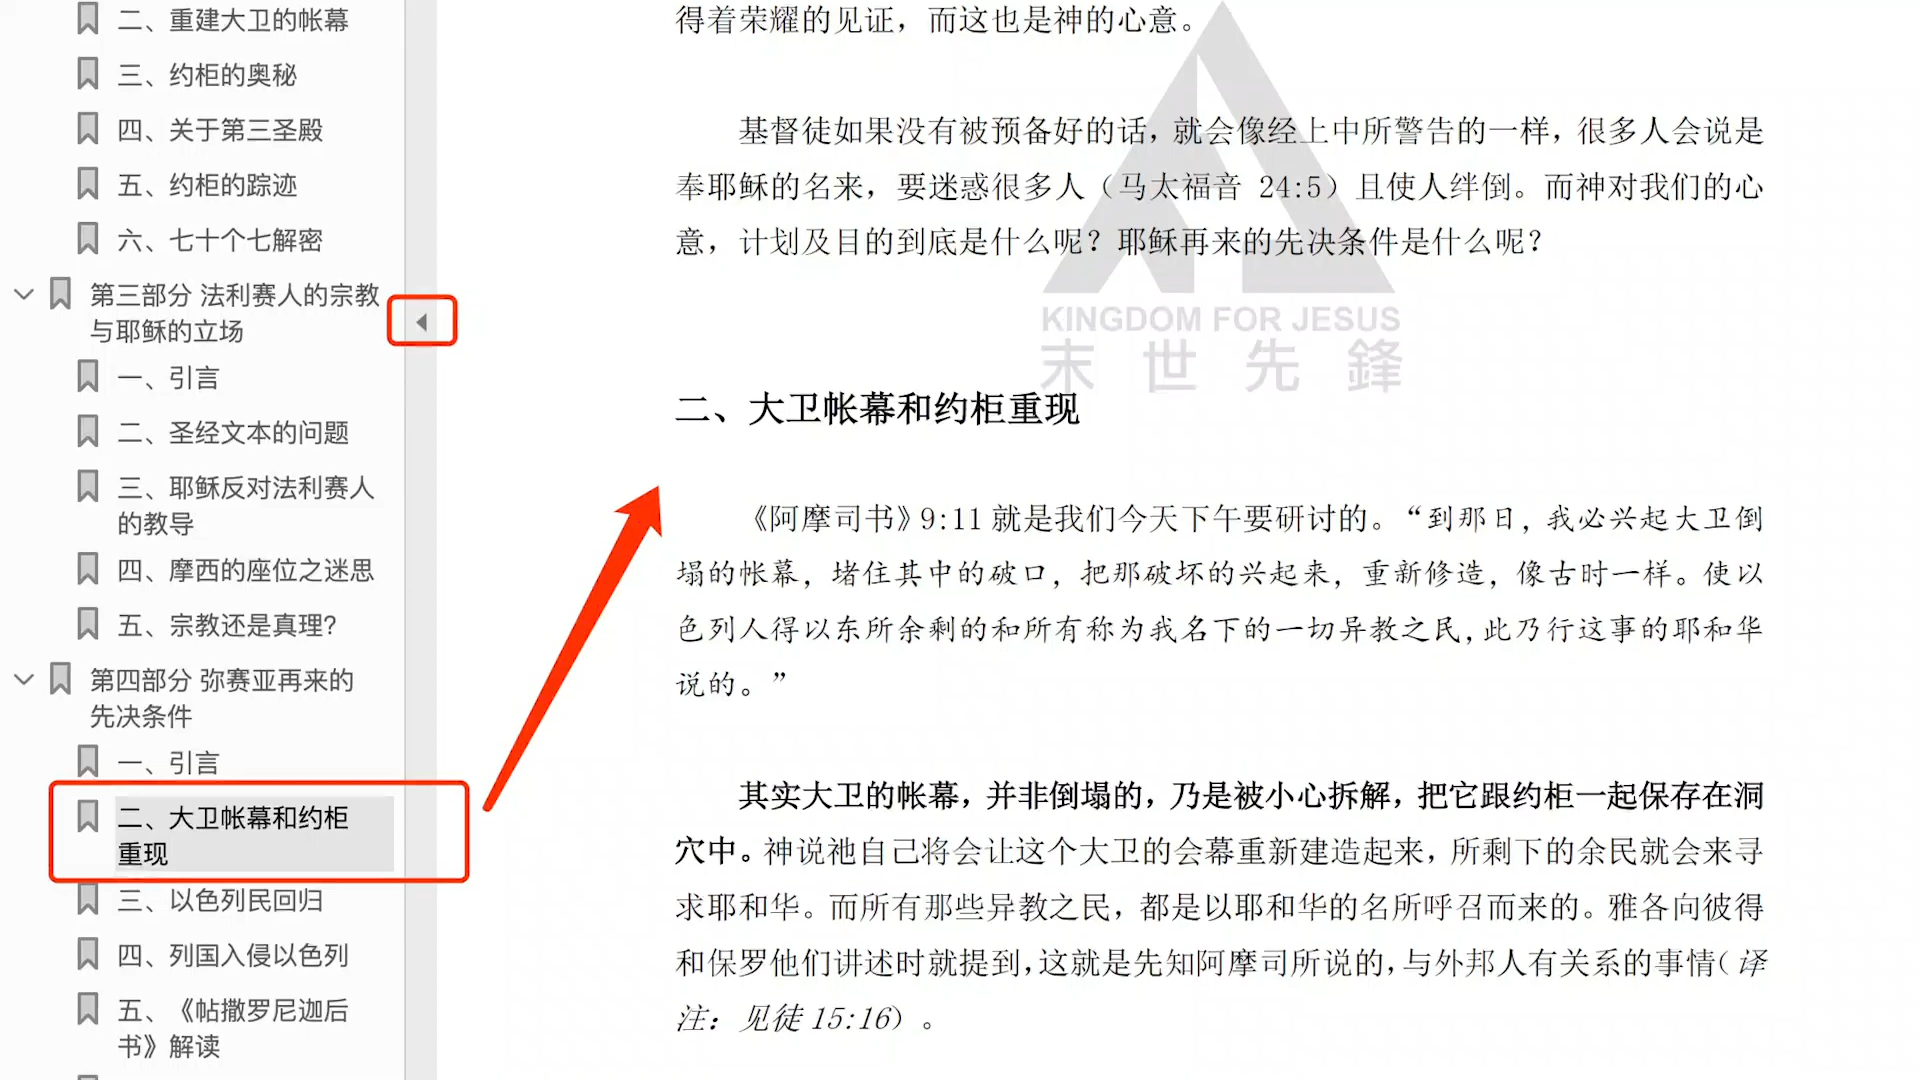 二、重建大卫的帐幕
三、约柜的奥秘
四、关于第三圣殿
五、约柜的踪迹
六、七十个七解密
第三部分 法利赛人的宗教
与耶稣的立场
一、引言
二、圣经文本的问题
三、耶稣反对法利赛人
的教导
四、摩西的座位之迷思
五、宗教还是真理？
第四部分 弥赛亚再来的
先决条件
一、引言
二、大卫帐幕和约柜
重现
三、以色列民回归
四、列国入侵以色列
五、《帖撒罗尼迦后
书》解读
得着荣耀的见证，而这也是神的心意。
基督徒如果没有被预备好的话，就会像经上中所警告的一样，很多人会说是
奉耶稣的名来，要迷惑很多人（马太福音 24:5）且使人绊倒。而神对我们的心
意，计划及目的到底是什么呢？耶稣再来的先决条件是什么呢？
KINGDOM FOR JESUS
末世先鋒
二、大卫帐幕和约柜重现
《阿摩司书》9:11 就是我们今天下午要研讨的。“到那日，我必兴起大卫倒
塌的帐幕，堵住其中的破口，把那破坏的兴起来，重新修造，像古时一样。使以
色列人得以东所余剩的和所有称为我名下的一切异教之民，此乃行这事的耶和华
说的。”
其实大卫的帐幕，并非倒塌的，乃是被小心拆解，把它跟约柜一起保存在洞
穴中。神说祂自己将会让这个大卫的会幕重新建造起来，所剩下的余民就会来寻
求耶和华。而所有那些异教之民，都是以耶和华的名所呼召而来的。雅各向彼得
和保罗他们讲述时就提到，这就是先知阿摩司所说的，与外邦人有关系的事情（译
注：见徒 15:16）。